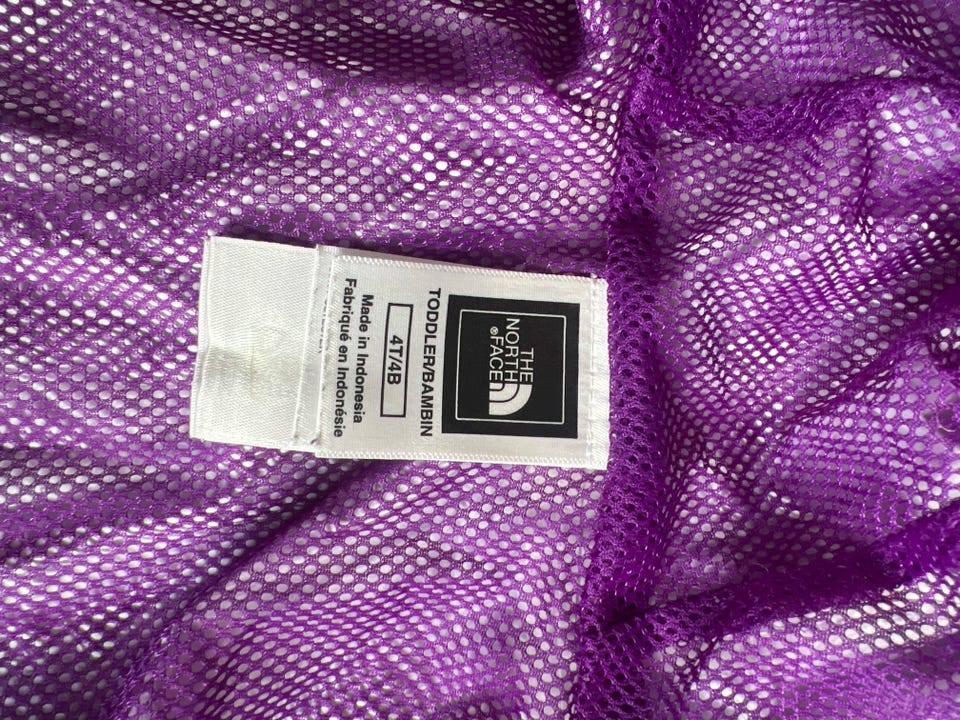 THE
NORTH
FACE®
TODDLER/BAMBIN
4T/4B
Made in Indonesia
Fabriqué en Indonésie